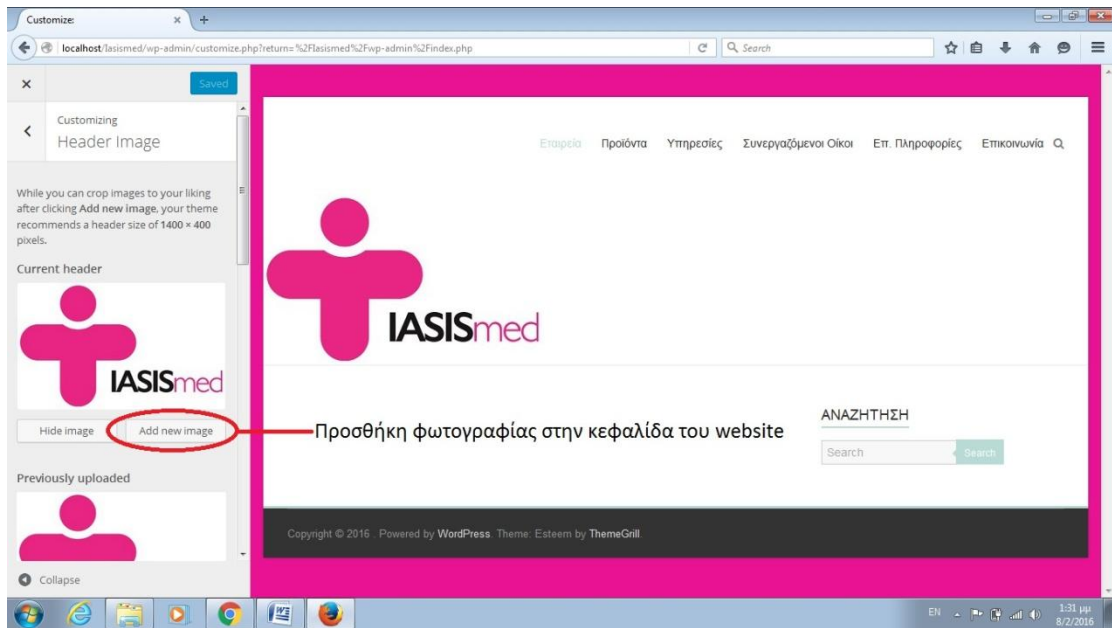 Customize:
localhost/Iasismed/wp-admin/customize.php?return=%2FIasismed%2Fwp-admin%2Findex.php
Search
Saved
Customizing
Header Image
While you can crop images to your liking
after clicking Add new image, your theme
recommends a header size of 1400 × 400
pixels.
Current header
IASISmed
Hide image
Add new image
Previously uploaded
Collapse
Εταιρεία Προϊόντα Υπηρεσίες Συνεργαζόμενοι Οίκοι Επ. Πληροφορίες Επικοινωνία
IASISmed
Προσθήκη φωτογραφίας στην κεφαλίδα του website
ΑΝΑΖΗΤΗΣΗ
Search
Search
Copyright © 2016 . Powered by WordPress. Theme: Esteem by ThemeGrill.
EN
1:31 μμ
8/2/2016